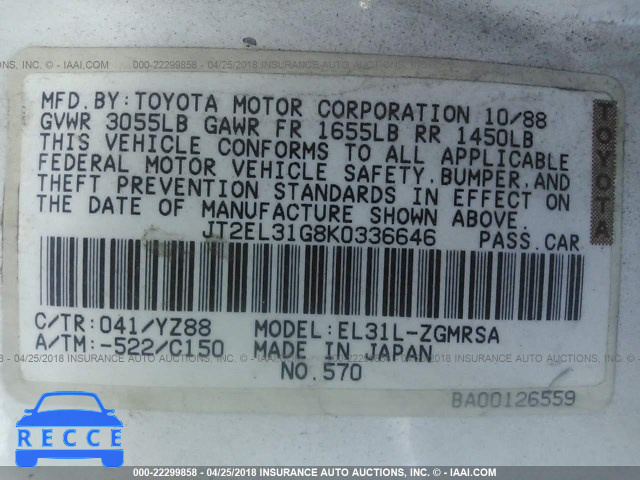 000-22299858 - 04/25/2018 INSURANCE AUTO AUCTIONS, INC. - © IAAI.COM
MFD.BY:TOYOTA MOTOR CORPORATION 10/88
GVWR 3055LB GAWR FR 1655LB RR 1450LB
THIS VEHICLE CONFORMS TO ALL APPLICABLE
FEDERAL MOTOR VEHICLE SAFETY.BUMPER,AND
THEFT PREVENTION STANDARDS IN EFFECT ON
THE DATE OF MANUFACTURE SHOWN ABOVE.
JT2EL31G8K0336646 PASS.CAR
TOYOTA
C/TR:041/YZ88 MODEL:EL31L-ZGMRSA
A/TM:-522/C150 MADE IN JAPAN
NO.570
BA00126559
RECCE
000-22299858 - 04/25/2018 INSURANCE AUTO AUCTIONS, INC. - © IAAI.COM